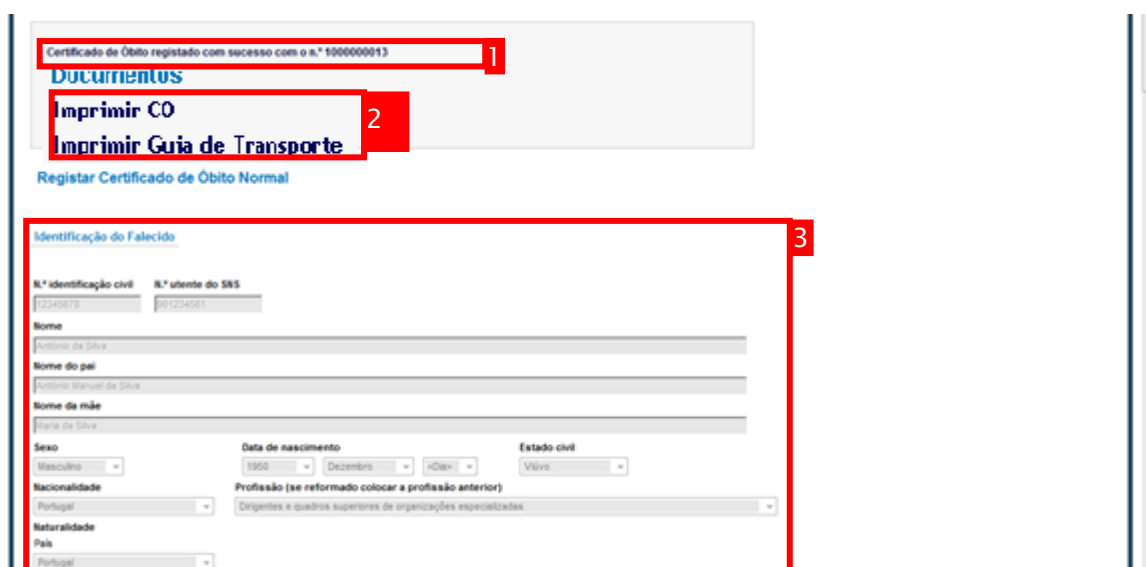 Certificado de Óbito registado com sucesso com o n.º 1000000013
1
Documentos
Imprimir CO
2
Imprimir Guia de Transporte
Registar Certificado de Óbito Normal
3
Identificação do Falecido
N.º identificação civil N.º utente do SNS
12345678 901234561
Nome
António da Silva
Nome do pai
António Manuel da Silva
Nome da mãe
Maria da Silva
Sexo Data de nascimento Estado civil
Masculino 1950 Dezembro <Dia> Viúvo
Nacionalidade Profissão (se reformado colocar a profissão anterior)
Portugal Dirigentes e quadros superiores de organizações especializadas
Naturalidade
País
Portugal